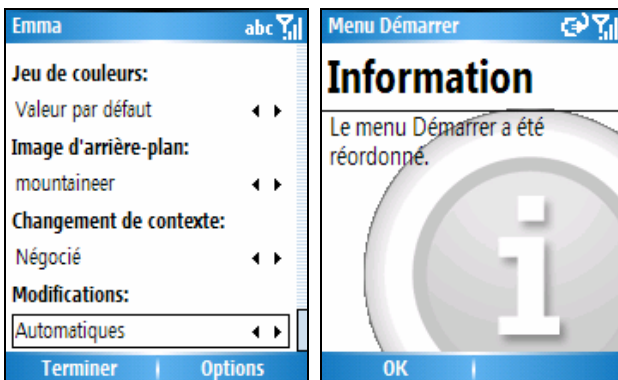 Emma
abc
Jeu de couleurs:
Valeur par défaut
Image d'arrière-plan:
mountaineer
Changement de contexte:
Négocié
Modifications:
Automatiques
Terminer
Options
Menu Démarrer
Information
Le menu Démarrer a été
réordonné.
OK